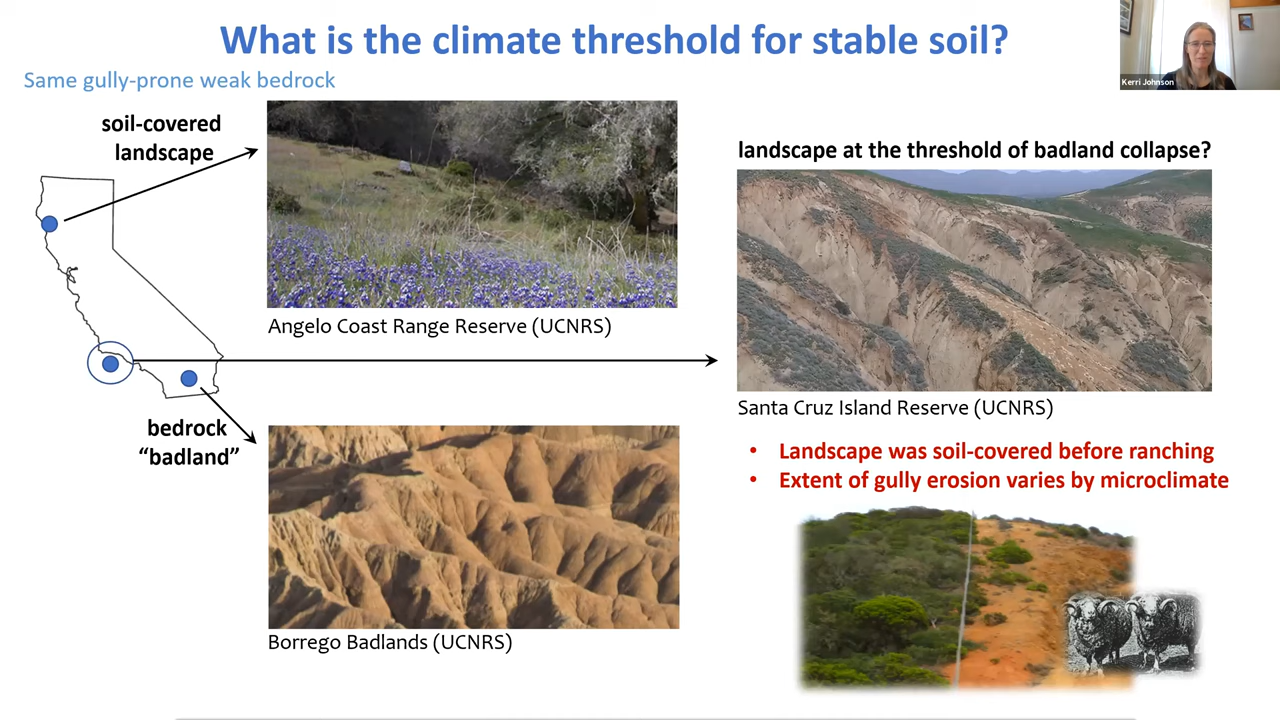 What is the climate threshold for stable soil?
Same gully-prone weak bedrock
Kerri Johnson
soil-covered
landscape
landscape at the threshold of badland collapse?
Angelo Coast Range Reserve (UCNRS)
Santa Cruz Island Reserve (UCNRS)
bedrock
“badland”
• Landscape was soil-covered before ranching
• Extent of gully erosion varies by microclimate
Borrego Badlands (UCNRS)